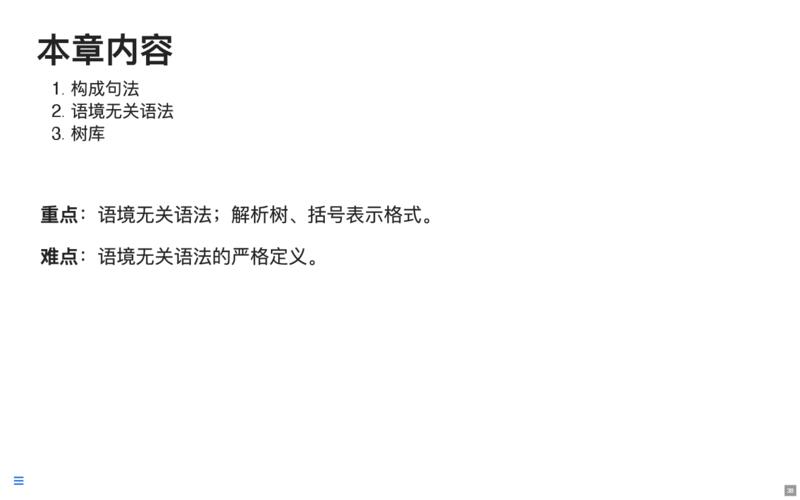 本章内容
1. 构成句法
2. 语境无关语法
3. 树库
重点：语境无关语法；解析树、括号表示格式。
难点：语境无关语法的严格定义。
38